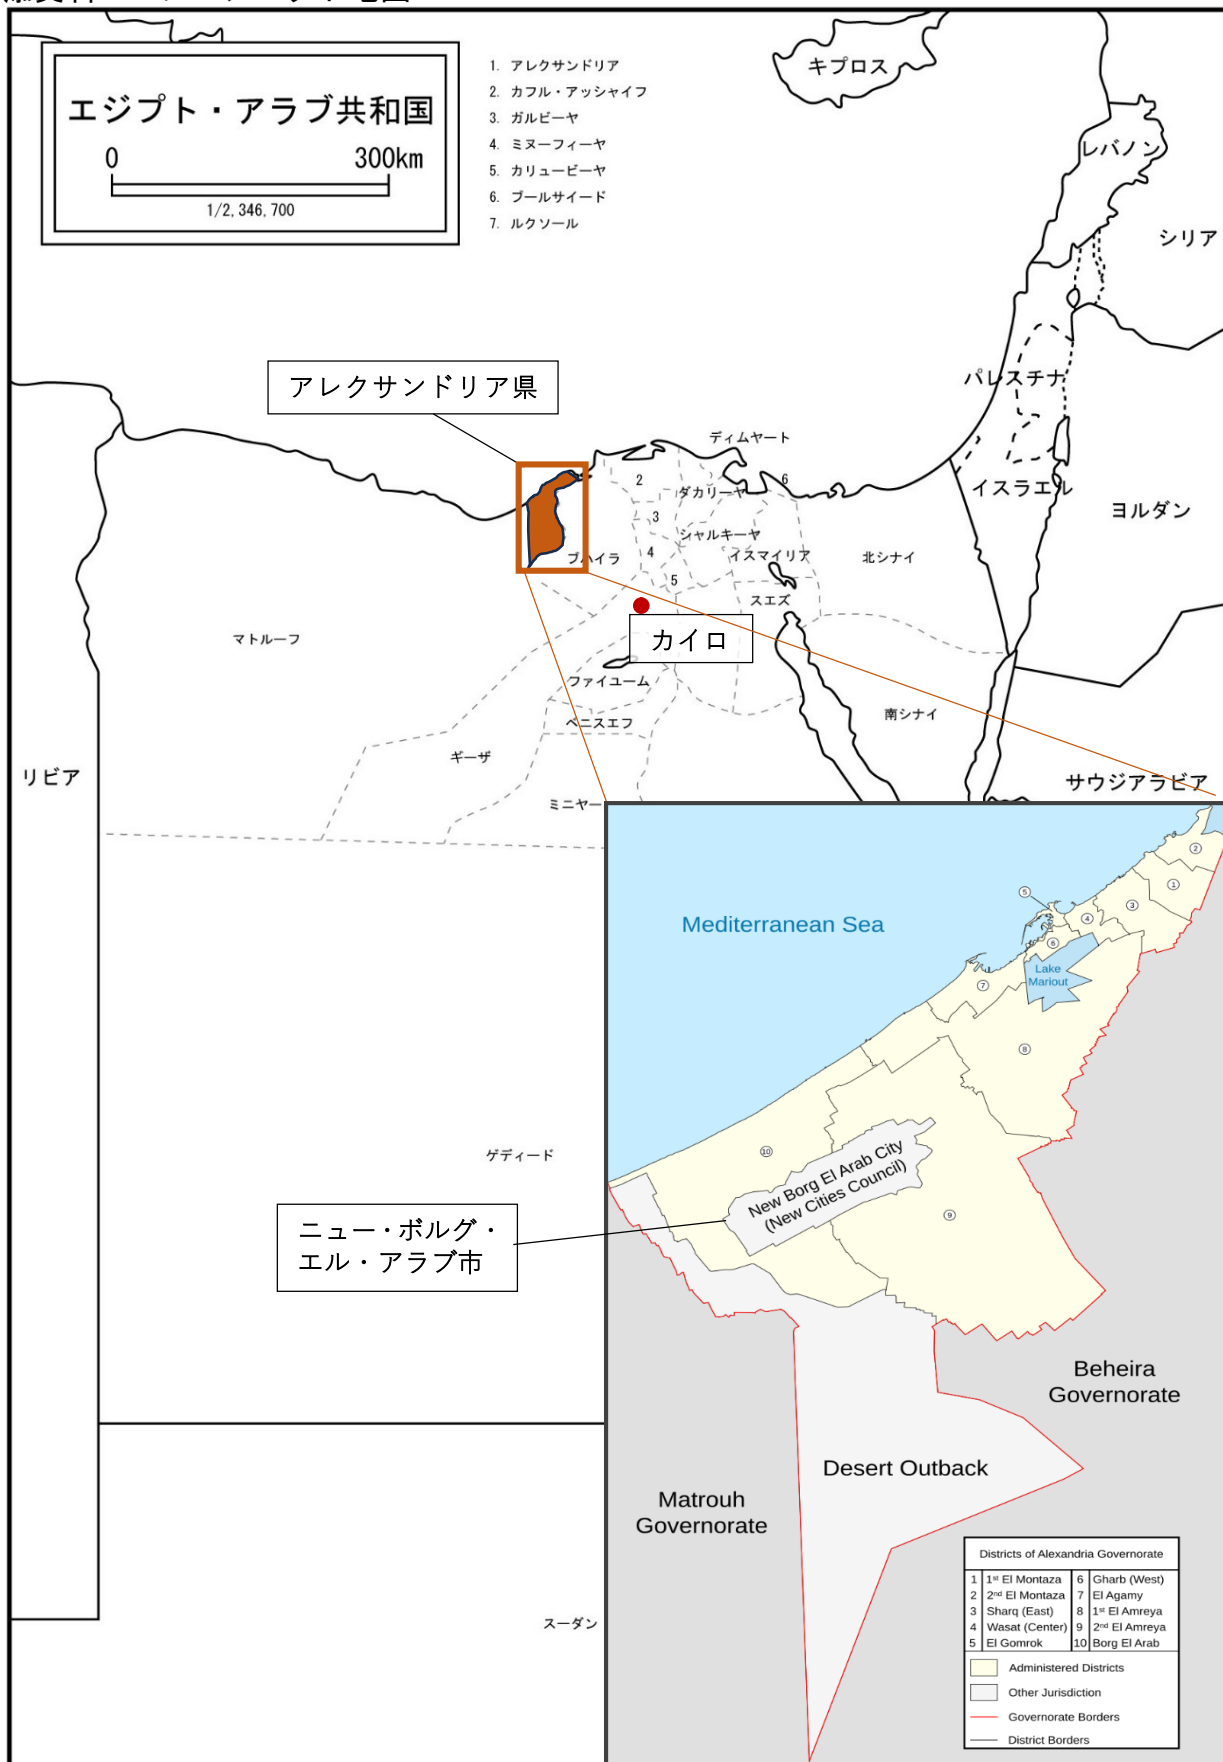 エジプト・アラブ共和国
0 300km
1/2,346,700
1. アレクサンドリア
2. カフル・アッシャイフ
3. ガルビーヤ
4. ミヌーフィーヤ
5. カリュービーヤ
6. ブールサイード
7. ルクソール
キプロス
レバノン
シリア
アレクサンドリア県
パレスチナ
ディムヤート
2
ダカリーヤ
6
イスラエル
ヨルダン
3
シャルキーヤ
ブハイラ
4
イスマイリア
北シナイ
5
スエズ
カイロ
マトルーフ
ファイユーム
ベニスエフ
南シナイ
ギーザ
リビア
サウジアラビア
ミニヤー
ゲディード
ニュー・ボルグ・
エル・アラブ市
スーダン
Mediterranean Sea
2
1
5
3
4
6
Lake
Mariout
7
8
10
New Borg El Arab City
(New Cities Council)
9
Beheira
Governorate
Desert Outback
Matrouh
Governorate
Districts of Alexandria Governorate
1 1st El Montaza 6 Gharb (West)
2 2nd El Montaza 7 El Agamy
3 Sharq (East) 8 1st El Amreya
4 Wasat (Center) 9 2nd El Amreya
5 El Gomrok 10 Borg El Arab
Administered Districts
Other Jurisdiction
Governorate Borders
District Borders